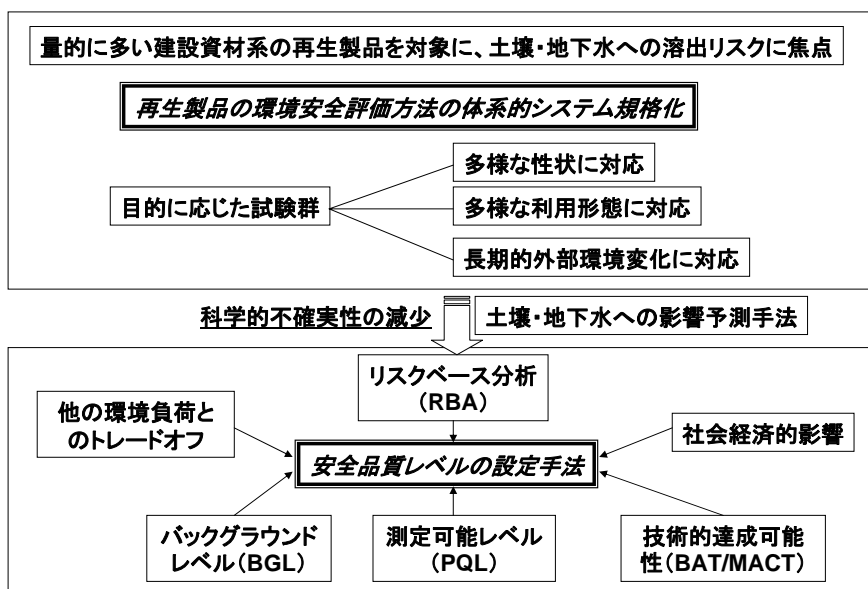 量的に多い建設資材系の再生製品を対象に、土壌・地下水への溶出リスクに焦点
再生製品の環境安全評価方法の体系的システム規格化
多様な性状に対応
目的に応じた試験群
多様な利用形態に対応
長期的外部環境変化に対応
科学的不確実性の減少
土壌・地下水への影響予測手法
リスクベース分析
(RBA)
他の環境負荷と
のトレードオフ
社会経済的影響
安全品質レベルの設定手法
バックグラウンド
レベル(BGL)
測定可能レベル
(PQL)
技術的達成可能
性(BAT/MACT)